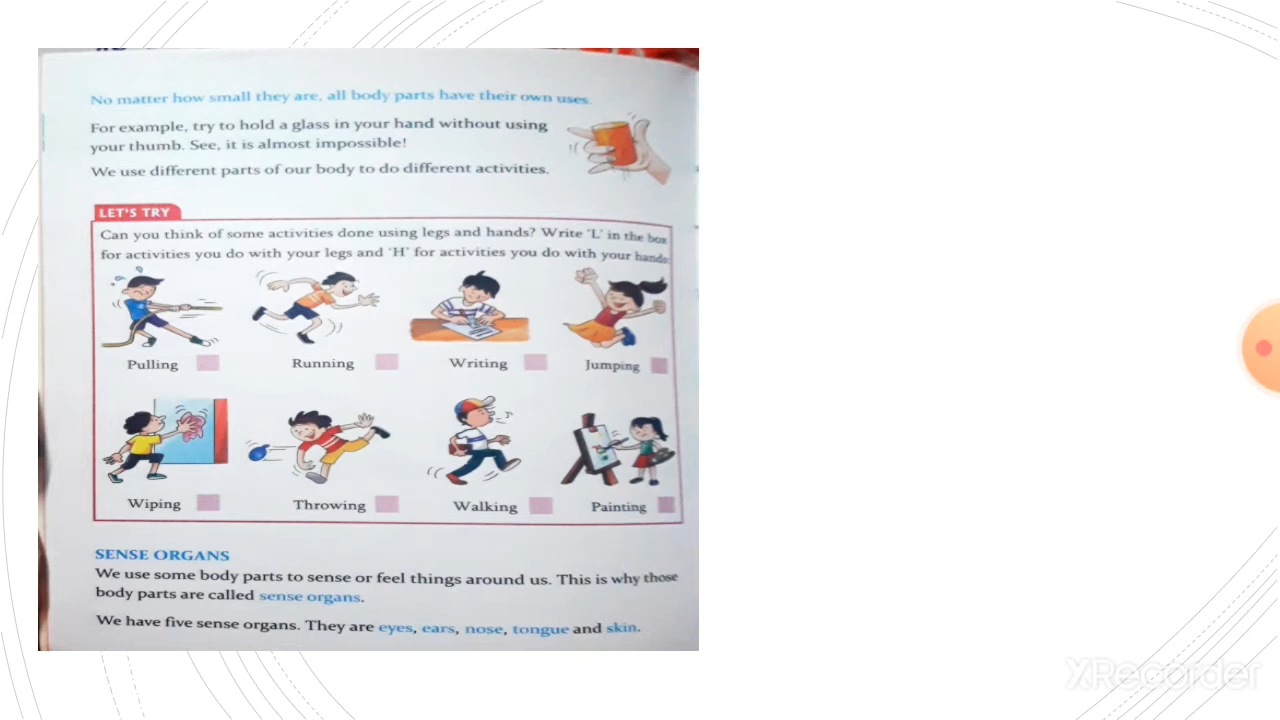 No matter how small they are, all body parts have their own uses.
For example, try to hold a glass in your hand without using
your thumb. See, it is almost impossible!
We use different parts of our body to do different activities.
LET'S TRY
Can you think of some activities done using legs and hands? Write 'L' in the box
for activities you do with your legs and 'H' for activities you do with your hands.
Pulling
Running
Writing
Jumping
Wiping
Throwing
Walking
Painting
SENSE ORGANS
We use some body parts to sense or feel things around us. This is why those
body parts are called sense organs.
We have five sense organs. They are eyes, ears, nose, tongue and skin.
XRecorder